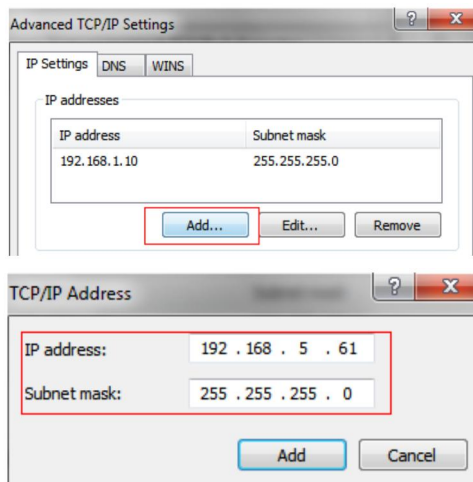 Advanced TCP/IP Settings
IP Settings DNS WINS
IP addresses
IP address Subnet mask
192.168.1.10 255.255.255.0
Add... Edit... Remove
TCP/IP Address
IP address: 192 . 168 . 5 . 61
Subnet mask: 255 . 255 . 255 . 0
Add Cancel